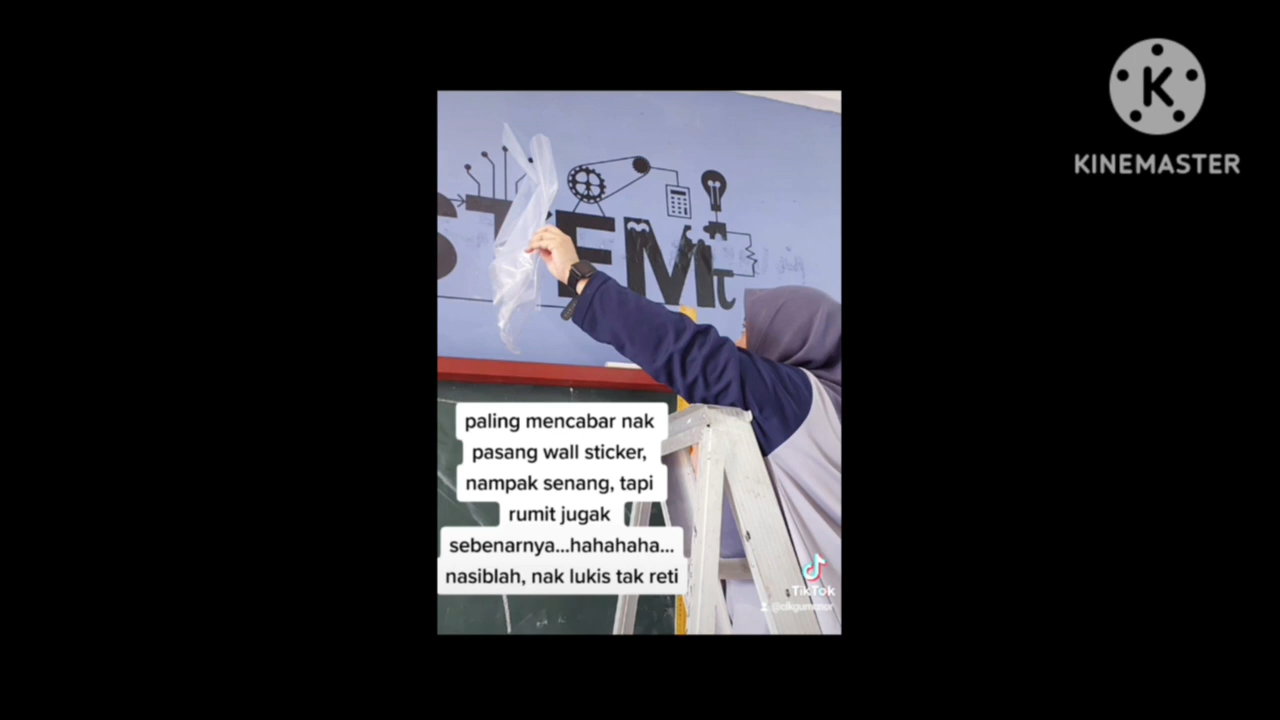 KINEMASTER
STEM
π
paling mencabar nak
pasang wall sticker,
nampak senang, tapi
rumit jugak
sebenarnya...hahahaha...
nasiblah, nak lukis tak reti
TikTok